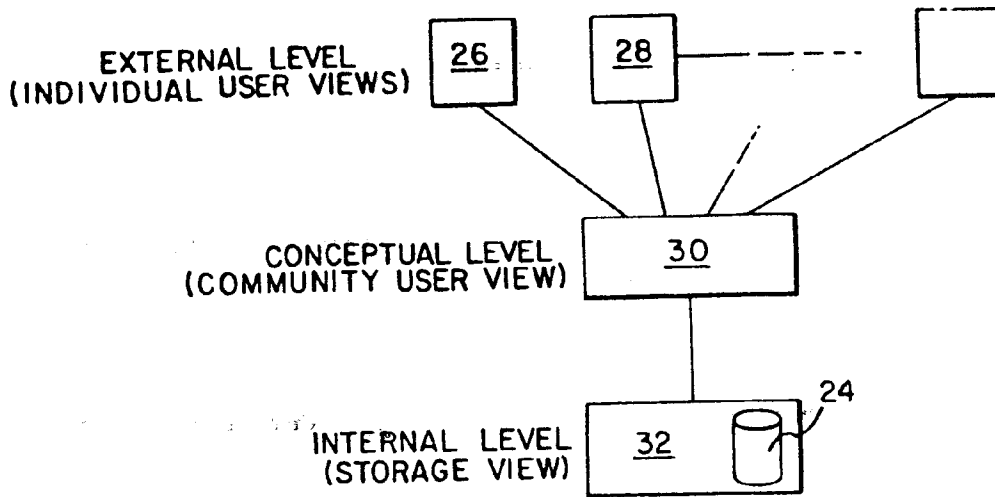 EXTERNAL LEVEL
(INDIVIDUAL USER VIEWS)
26
28
CONCEPTUAL LEVEL
(COMMUNITY USER VIEW)
30
INTERNAL LEVEL
(STORAGE VIEW)
32
24